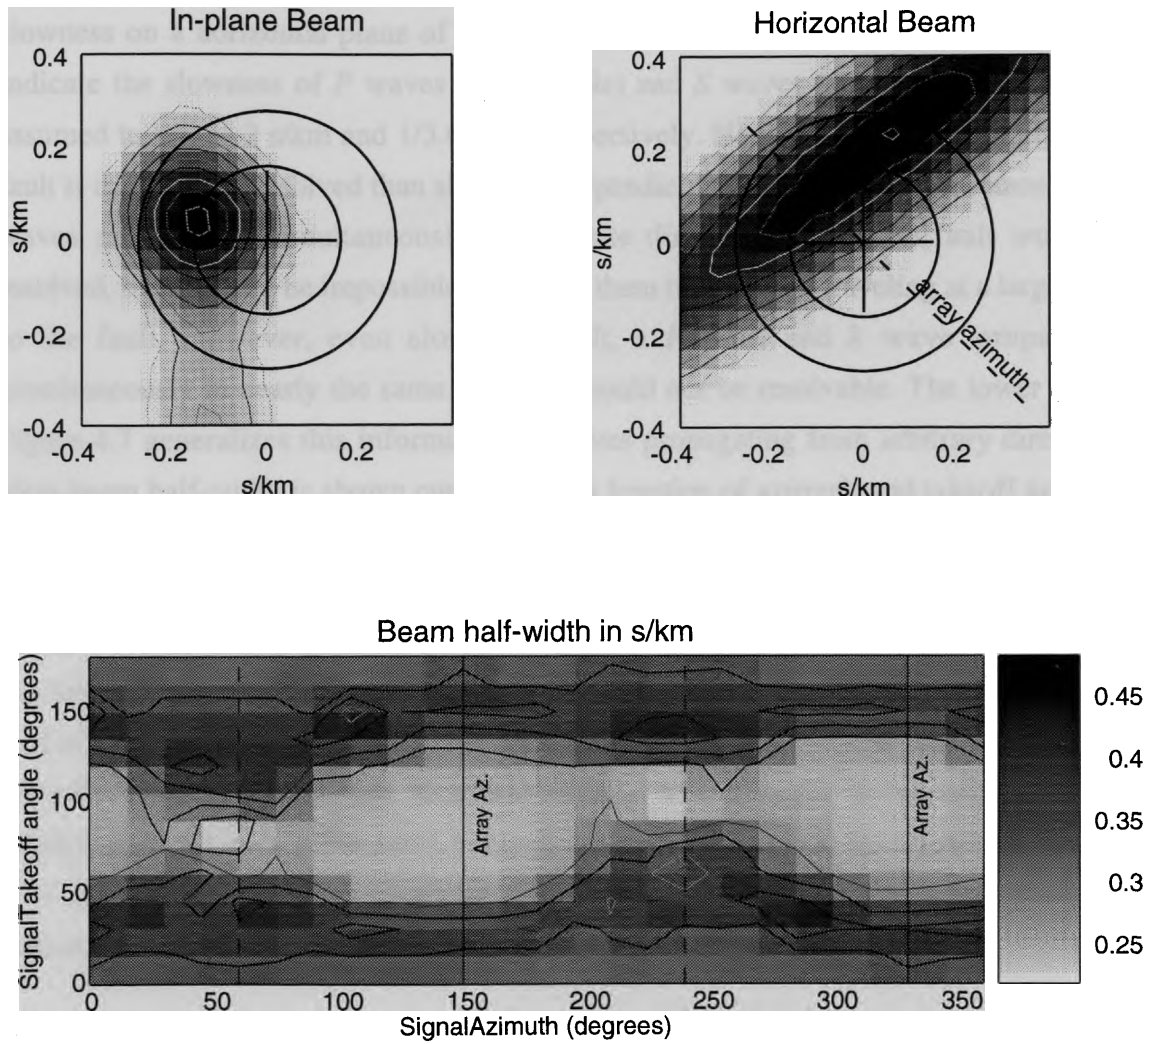 In-plane Beam
0.4
0.2
0
-0.2
-0.4
s/km
-0.4 -0.2 0 0.2
s/km
Horizontal Beam
0.4
0.2
0
-0.2
-0.4
s/km
array azimuth
-0.4 -0.2 0 0.2
s/km
Beam half-width in s/km
SignalTakeoff angle (degrees)
150
100
50
0
Array Az.
Array Az.
0 50 100 150 200 250 300 350
SignalAzimuth (degrees)
0.45
0.4
0.35
0.3
0.25